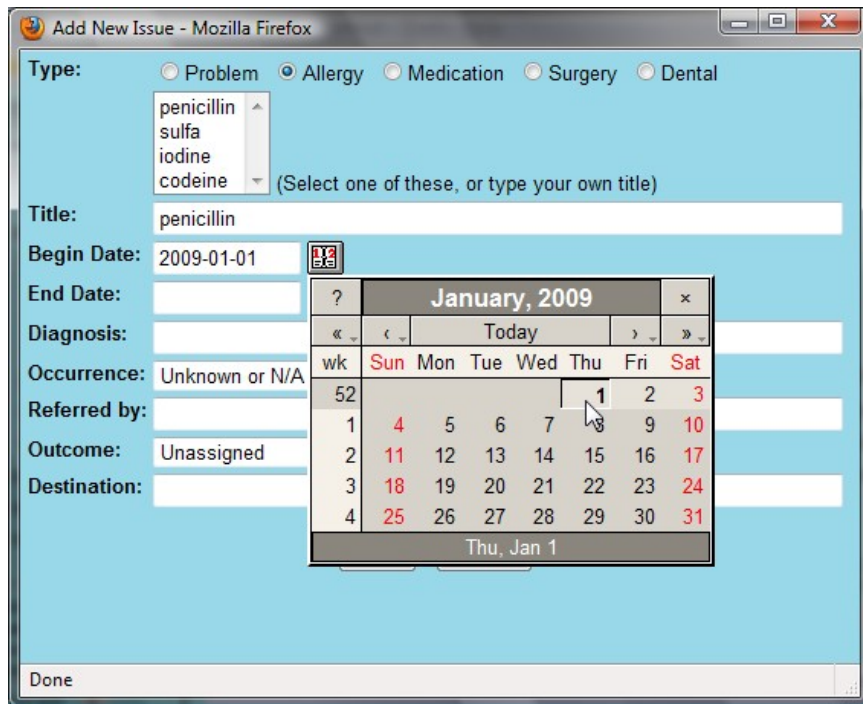 Add New Issue - Mozilla Firefox
Type: Problem Allergy Medication Surgery Dental
penicillin
sulfa
iodine
codeine (Select one of these, or type your own title)
Title: penicillin
Begin Date: 2009-01-01
End Date:
? January, 2009 ×
Diagnosis:
« ‹ Today › »
wk Sun Mon Tue Wed Thu Fri Sat
Occurrence: Unknown or N/A
52 1 2 3
Referred by:
1 4 5 6 7 8 9 10
Outcome: Unassigned
2 11 12 13 14 15 16 17
Destination:
3 18 19 20 21 22 23 24
4 25 26 27 28 29 30 31
Thu, Jan 1
Done